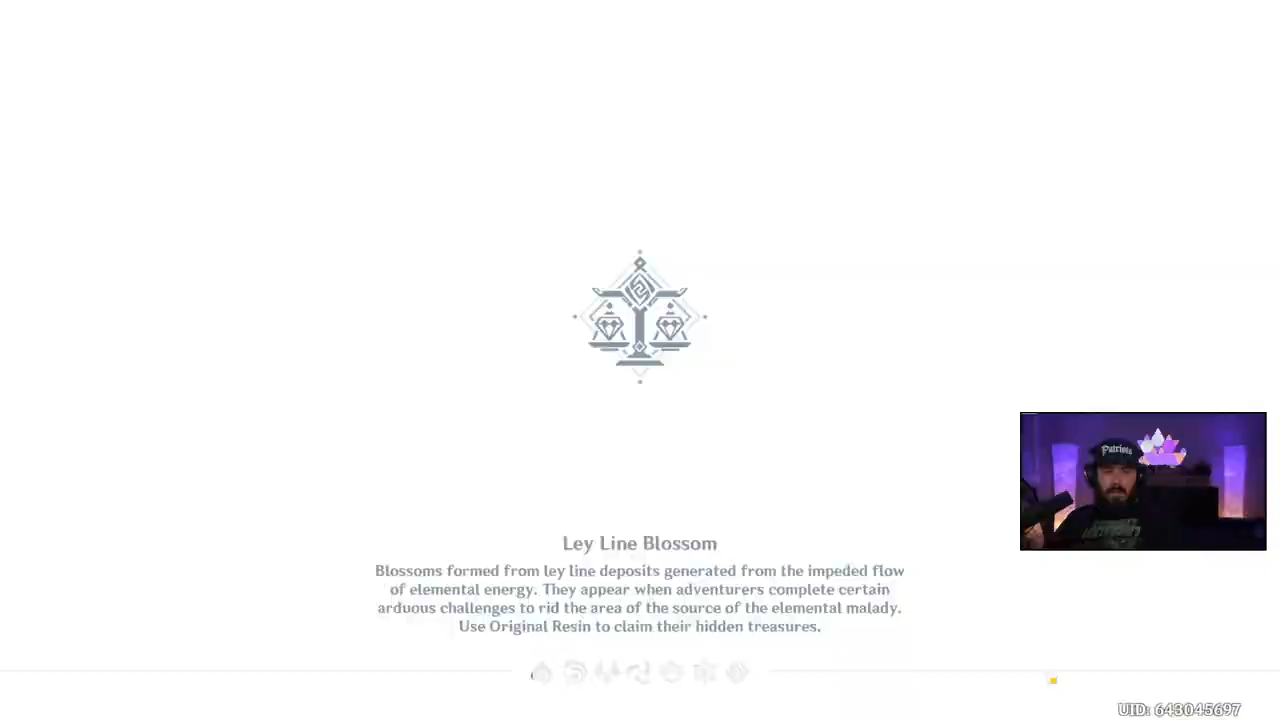 Patriots
Ley Line Blossom
Blossoms formed from ley line deposits generated from the impeded flow
of elemental energy. They appear when adventurers complete certain
arduous challenges to rid the area of the source of the elemental malady.
Use Original Resin to claim their hidden treasures.
UID: 643045697